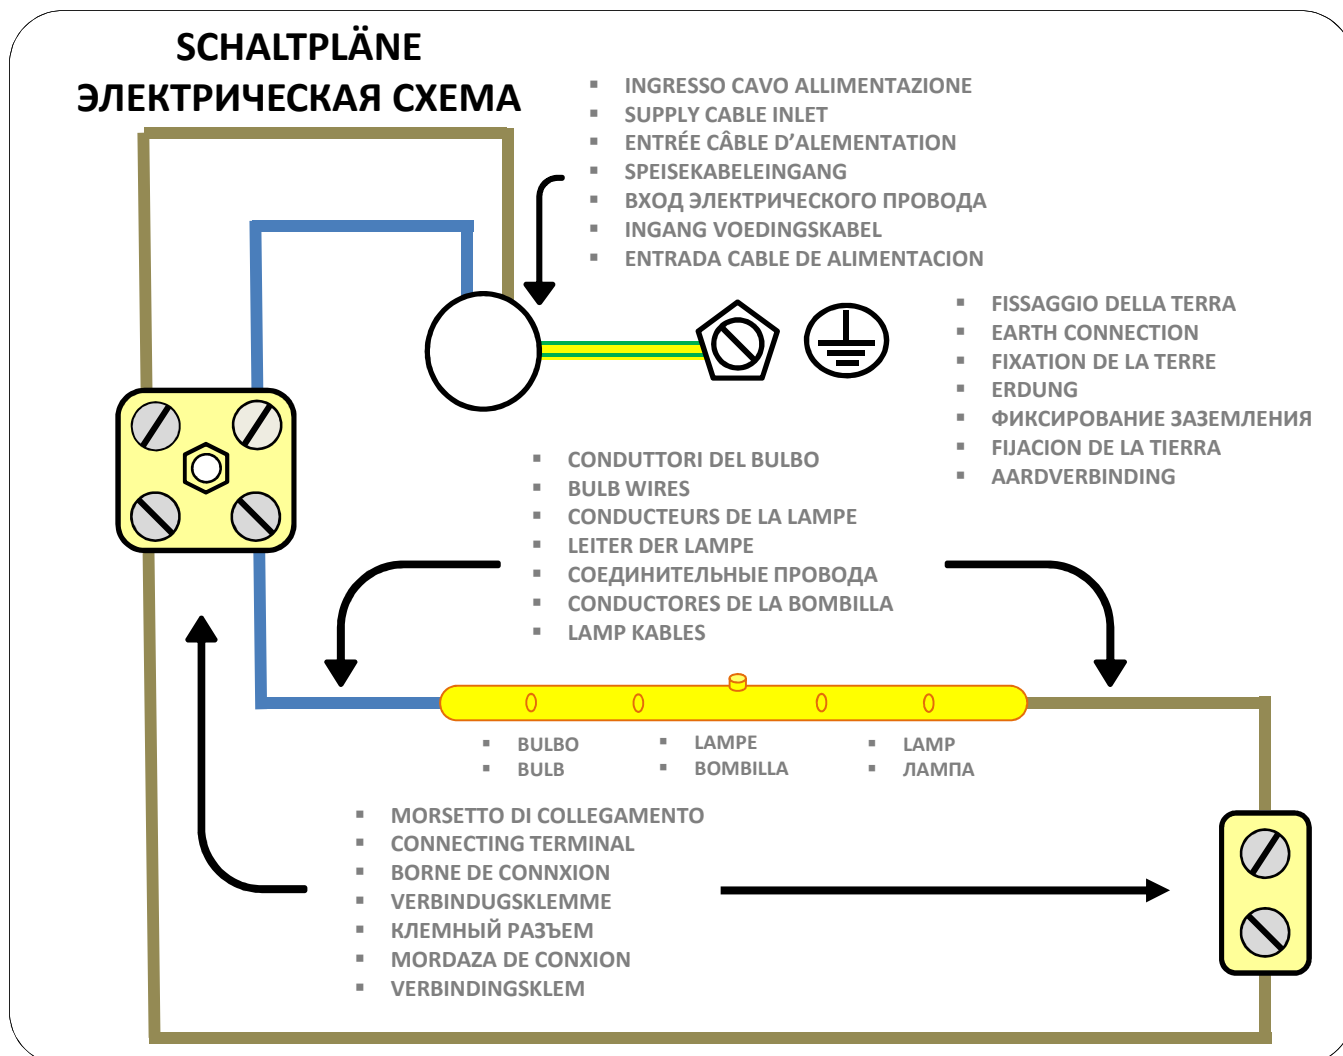 SCHALTPLÄNE
ЭЛЕКТРИЧЕСКАЯ СХЕМА
▪ INGRESSO CAVO ALLIMENTAZIONE
▪ SUPPLY CABLE INLET
▪ ENTRÉE CÂBLE D’ALEMENTATION
▪ SPEISEKABELEINGANG
▪ ВХОД ЭЛЕКТРИЧЕСКОГО ПРОВОДА
▪ INGANG VOEDINGSKABEL
▪ ENTRADA CABLE DE ALIMENTACION
▪ FISSAGGIO DELLA TERRA
▪ EARTH CONNECTION
▪ FIXATION DE LA TERRE
▪ ERDUNG
▪ ФИКСИРОВАНИЕ ЗАЗЕМЛЕНИЯ
▪ FIJACION DE LA TIERRA
▪ AARDVERBINDING
▪ CONDUTTORI DEL BULBO
▪ BULB WIRES
▪ CONDUCTEURS DE LA LAMPE
▪ LEITER DER LAMPE
▪ СОЕДИНИТЕЛЬНЫЕ ПРОВОДА
▪ CONDUCTORES DE LA BOMBILLA
▪ LAMP KABLES
▪ BULBO
▪ BULB
▪ LAMPE
▪ BOMBILLA
▪ LAMP
▪ ЛАМПА
▪ MORSETTO DI COLLEGAMENTO
▪ CONNECTING TERMINAL
▪ BORNE DE CONNXION
▪ VERBINDUGSKLEMME
▪ КЛЕМНЫЙ РАЗЪЕМ
▪ MORDAZA DE CONXION
▪ VERBINDINGSKLEM